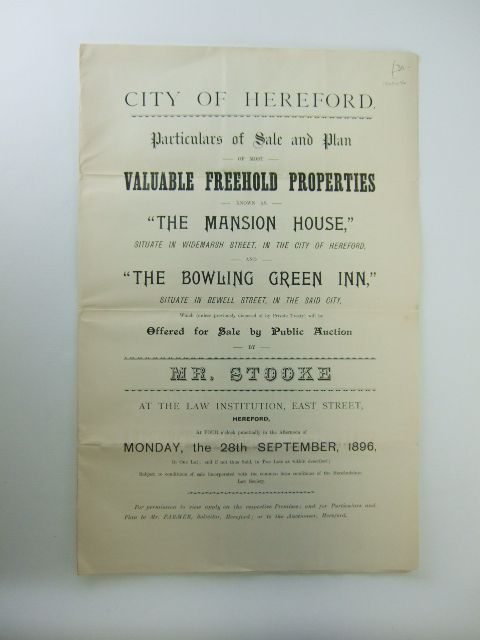 £30-
CITY OF HEREFORD.
Particulars of Sale and Plan
OF MOST
VALUABLE FREEHOLD PROPERTIES
KNOWN AS
"THE MANSION HOUSE,"
SITUATE IN WIDEMARSH STREET, IN THE CITY OF HEREFORD,
AND
"THE BOWLING GREEN INN,"
SITUATE IN BEWELL STREET, IN THE SAID CITY,
Which (unless previously disposed of by Private Treaty) will be
Offered for Sale by Public Auction
BY
MR. STOOKE
AT THE LAW INSTITUTION, EAST STREET,
HEREFORD,
At FOUR o'clock punctually in the Afternoon of
MONDAY, the 28th SEPTEMBER, 1896,
(In One Lot; and if not thus Sold, in Two Lots as within described)
Subject to conditions of sale incorporated with the common form conditions of the Herefordshire
Law Society.
For permission to view apply on the respective Premises; and for Particulars and
Plan to Mr. FARMER, Solicitor, Hereford; or to the Auctioneer, Hereford.